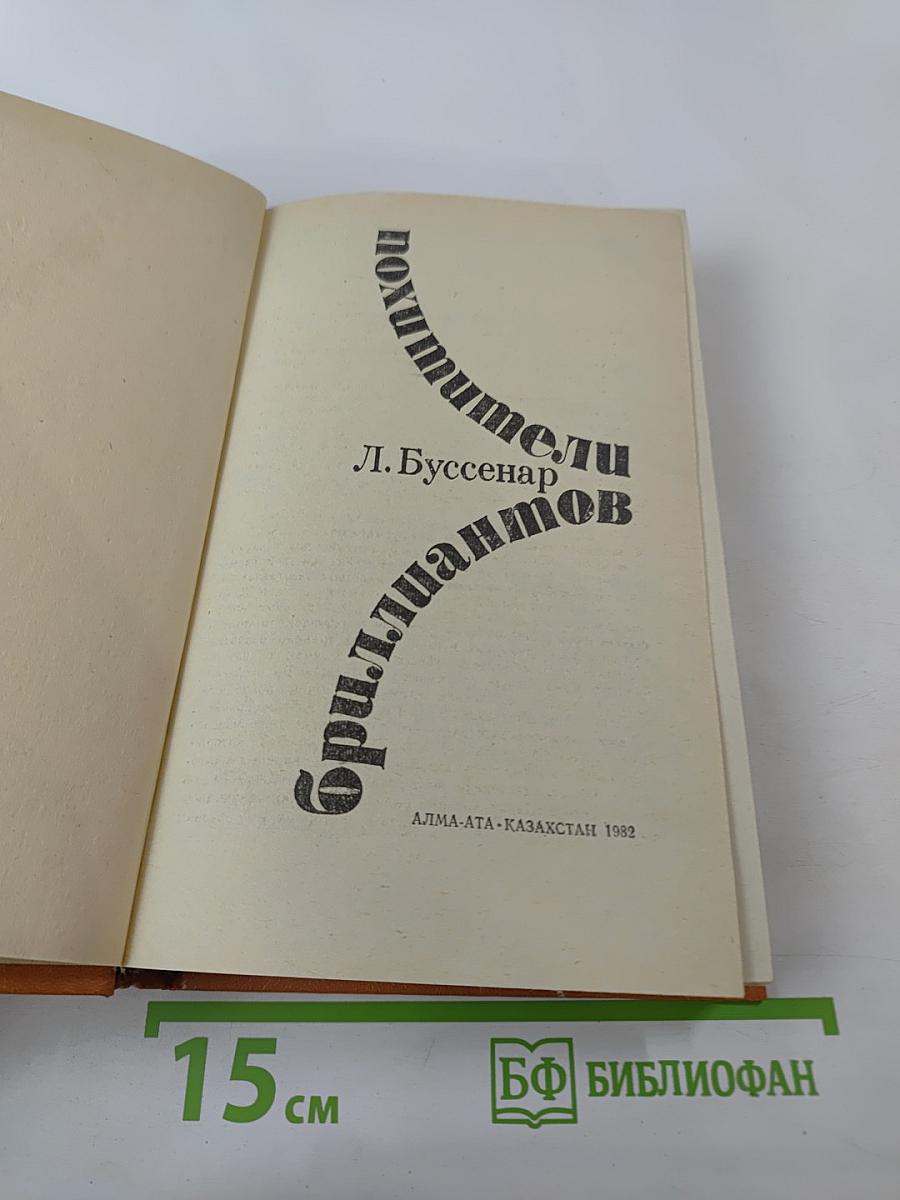 похитители
Л. Буссенар
бриллиантов
АЛМА-АТА · КАЗАХСТАН 1982
15 см
БФ БИБЛИОФАН